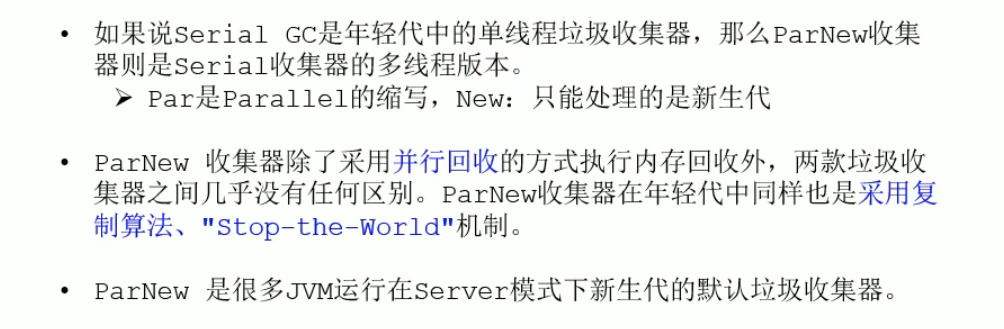 • 如果说Serial GC是年轻代中的单线程垃圾收集器，那么ParNew收集
器则是Serial收集器的多线程版本。
➢ Par是Parallel的缩写，New：只能处理的是新生代
• ParNew 收集器除了采用并行回收的方式执行内存回收外，两款垃圾收
集器之间几乎没有任何区别。ParNew收集器在年轻代中同样也是采用复
制算法、"Stop-the-World"机制。
• ParNew 是很多JVM运行在Server模式下新生代的默认垃圾收集器。